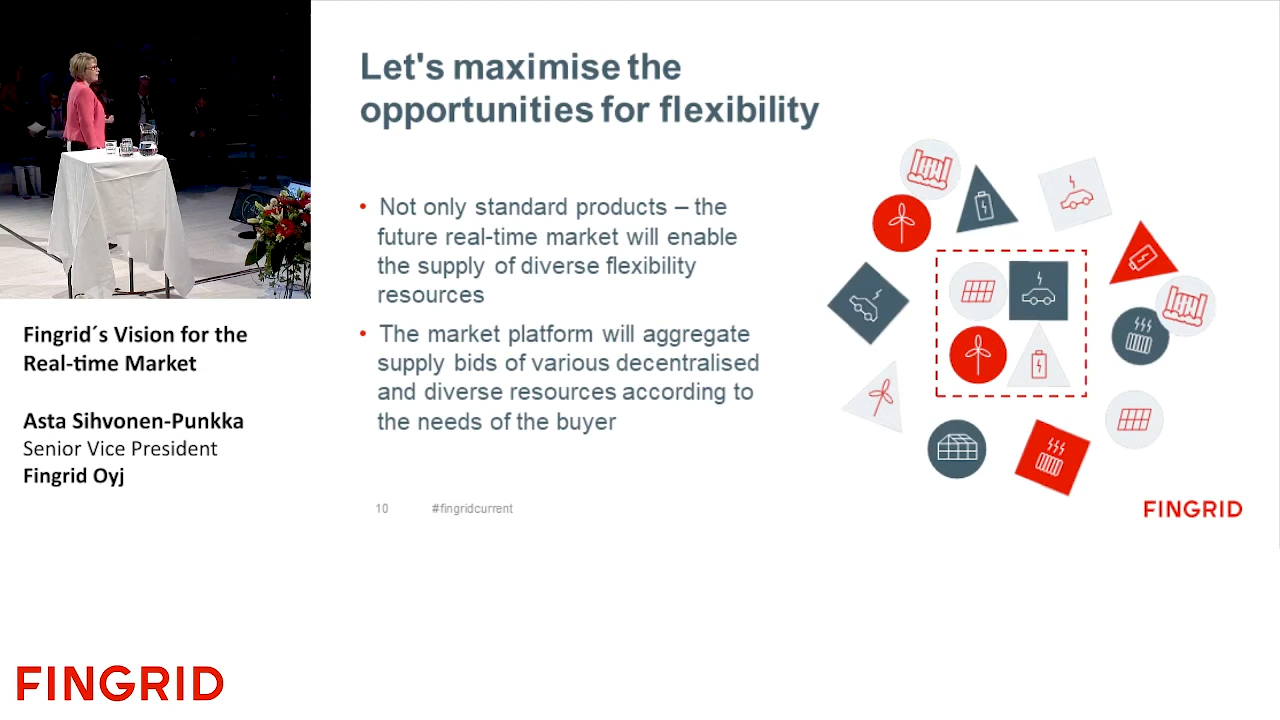 Let's maximise the
opportunities for flexibility
• Not only standard products – the
future real-time market will enable
the supply of diverse flexibility
resources
• The market platform will aggregate
supply bids of various decentralised
and diverse resources according to
the needs of the buyer
10 #fingridcurrent
FINGRID
Fingrid´s Vision for the
Real-time Market
Asta Sihvonen-Punkka
Senior Vice President
Fingrid Oyj
FINGRID